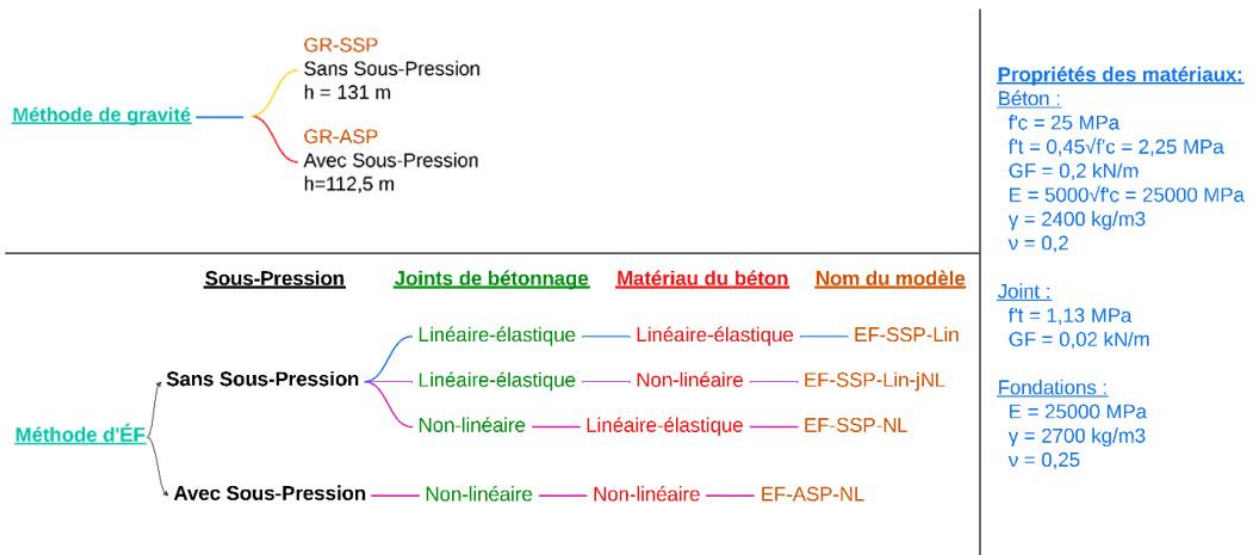 GR-SSP
Sans Sous-Pression
h = 131 m
Méthode de gravité
GR-ASP
Avec Sous-Pression
h=112,5 m
Sous-Pression Joints de bétonnage Matériau du béton Nom du modèle
Linéaire-élastique Linéaire-élastique EF-SSP-Lin
Sans Sous-Pression Linéaire-élastique Non-linéaire EF-SSP-Lin-jNL
Non-linéaire Linéaire-élastique EF-SSP-NL
Méthode d'ÉF
Avec Sous-Pression Non-linéaire Non-linéaire EF-ASP-NL
Propriétés des matériaux:
Béton :
f'c = 25 MPa
f't = 0,45√f'c = 2,25 MPa
GF = 0,2 kN/m
E = 5000√f'c = 25000 MPa
γ = 2400 kg/m3
ν = 0,2
Joint :
f't = 1,13 MPa
GF = 0,02 kN/m
Fondations :
E = 25000 MPa
γ = 2700 kg/m3
ν = 0,25